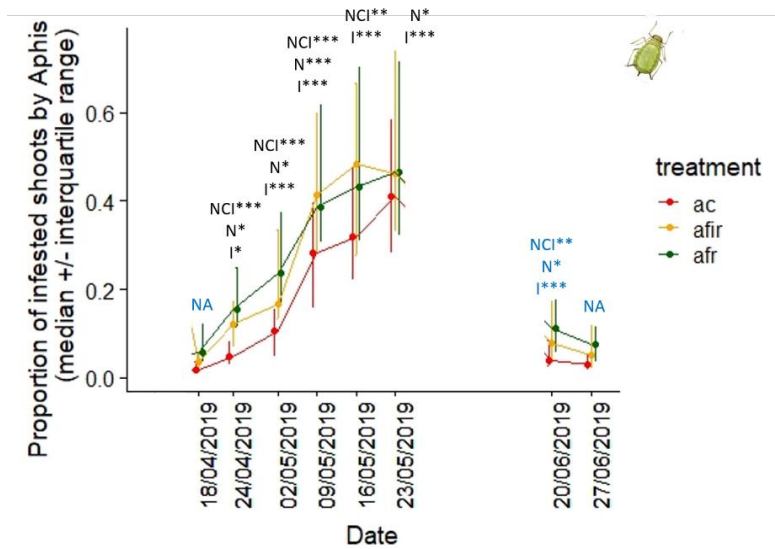 NCI** N*
I*** I***
NCI***
N***
I***
NCI***
N*
I***
NCI***
N*
I*
NA
NCI**
N*
I***
NA
Proportion of infested shoots by Aphis
(median +/- interquartile range)
0.6
0.4
0.2
0.0
18/04/2019
24/04/2019
02/05/2019
09/05/2019
16/05/2019
23/05/2019
20/06/2019
27/06/2019
Date
treatment
ac
afir
afr